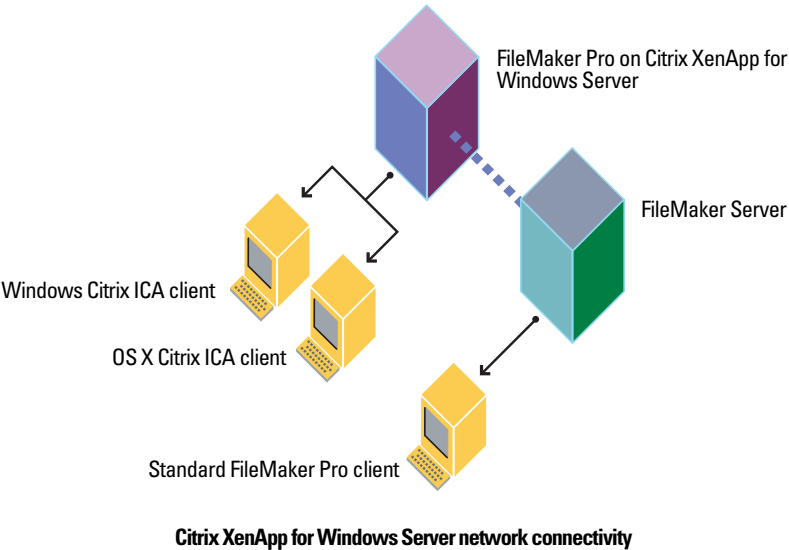 FileMaker Pro on Citrix XenApp for
Windows Server
FileMaker Server
Windows Citrix ICA client
OS X Citrix ICA client
Standard FileMaker Pro client
Citrix XenApp for Windows Server network connectivity